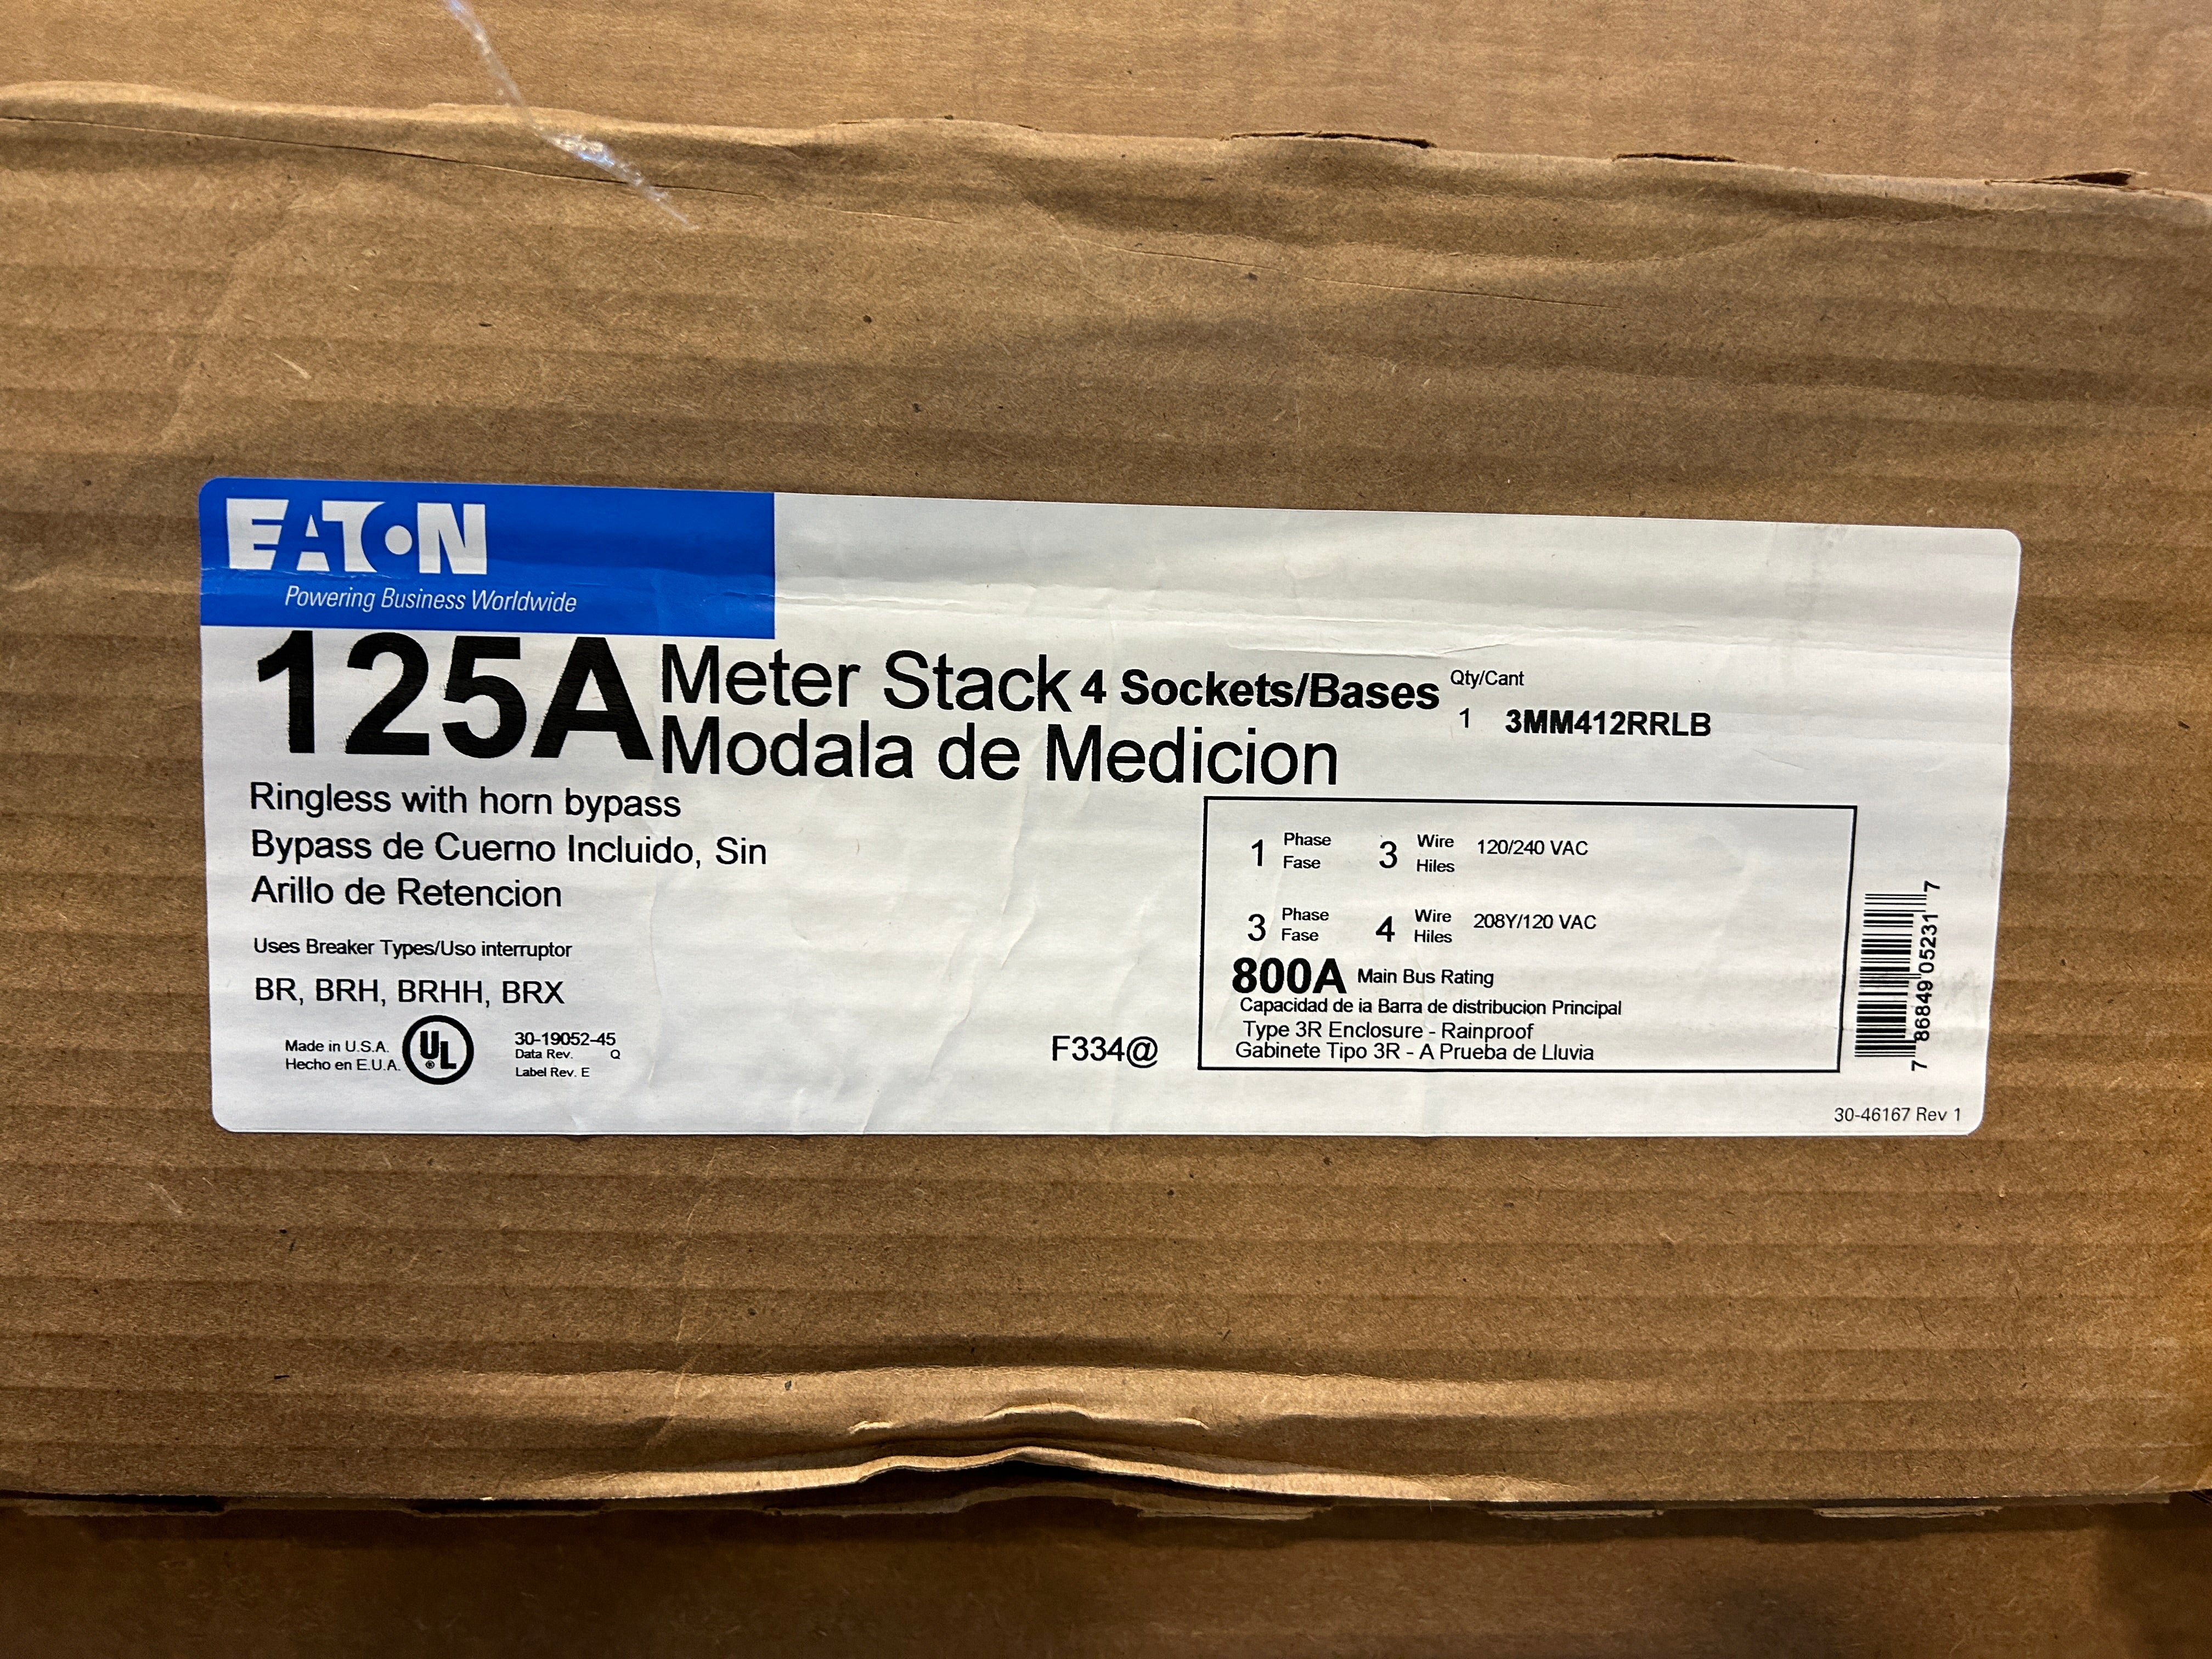 EATON
Powering Business Worldwide
125A Meter Stack 4 Sockets/Bases
Modala de Medicion
Qty/Cant
1 3MM412RRLB
Ringless with horn bypass
Bypass de Cuerno Incluido, Sin
Arillo de Retencion
Uses Breaker Types/Uso interruptor
BR, BRH, BRHH, BRX
Made in U.S.A.
Hecho en E.U.A.
UL
®
30-19052-45
Data Rev. Q
Label Rev. E
F334@
1 Phase 3 Wire 120/240 VAC
Fase Hiles
3 Phase 4 Wire 208Y/120 VAC
Fase Hiles
800A Main Bus Rating
Capacidad de ia Barra de distribucion Principal
Type 3R Enclosure - Rainproof
Gabinete Tipo 3R - A Prueba de Lluvia
7 86849 05231 7
30-46167 Rev 1